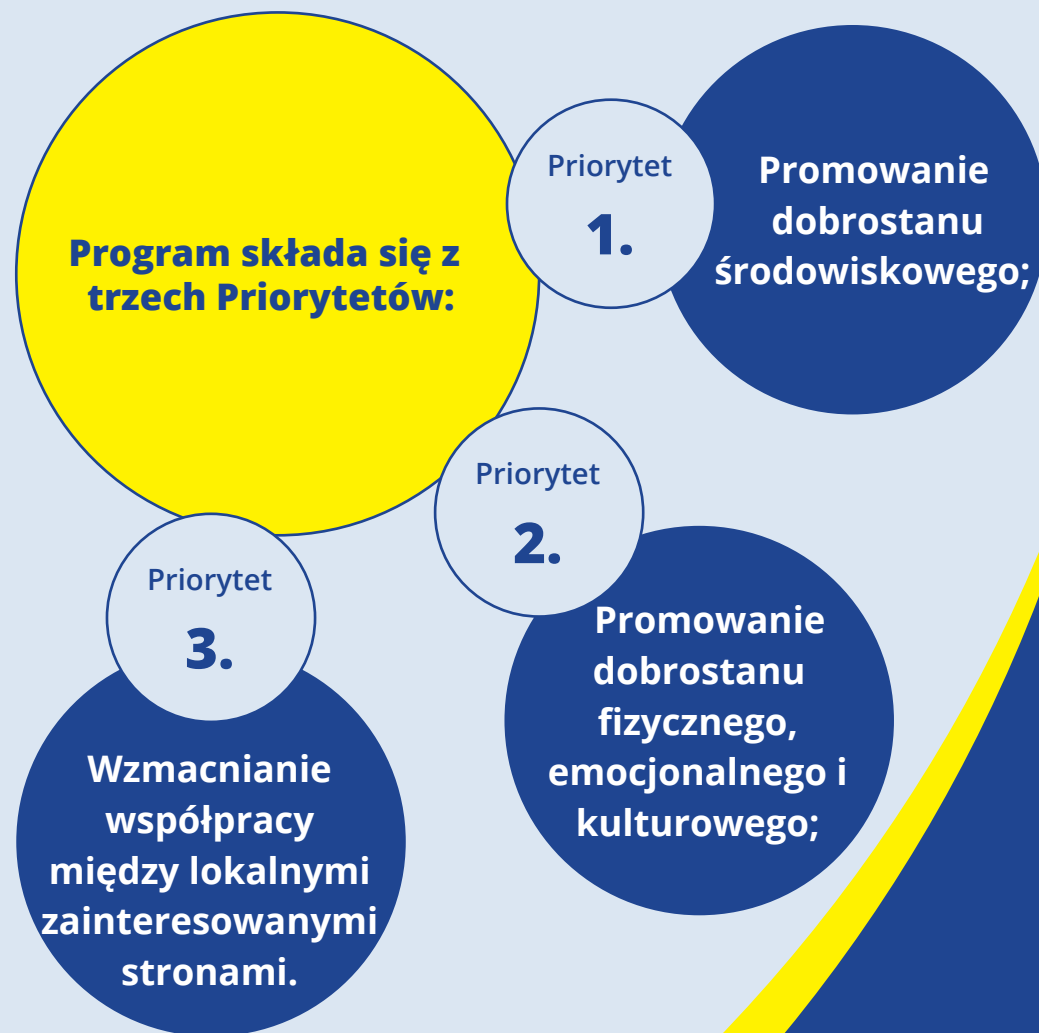 Program składa się z
trzech Priorytetów:
Priorytet
1.
Promowanie
dobrostanu
środowiskowego;
Priorytet
2.
Promowanie
dobrostanu
fizycznego,
emocjonalnego i
kulturowego;
Priorytet
3.
Wzmacnianie
współpracy
między lokalnymi
zainteresowanymi
stronami.